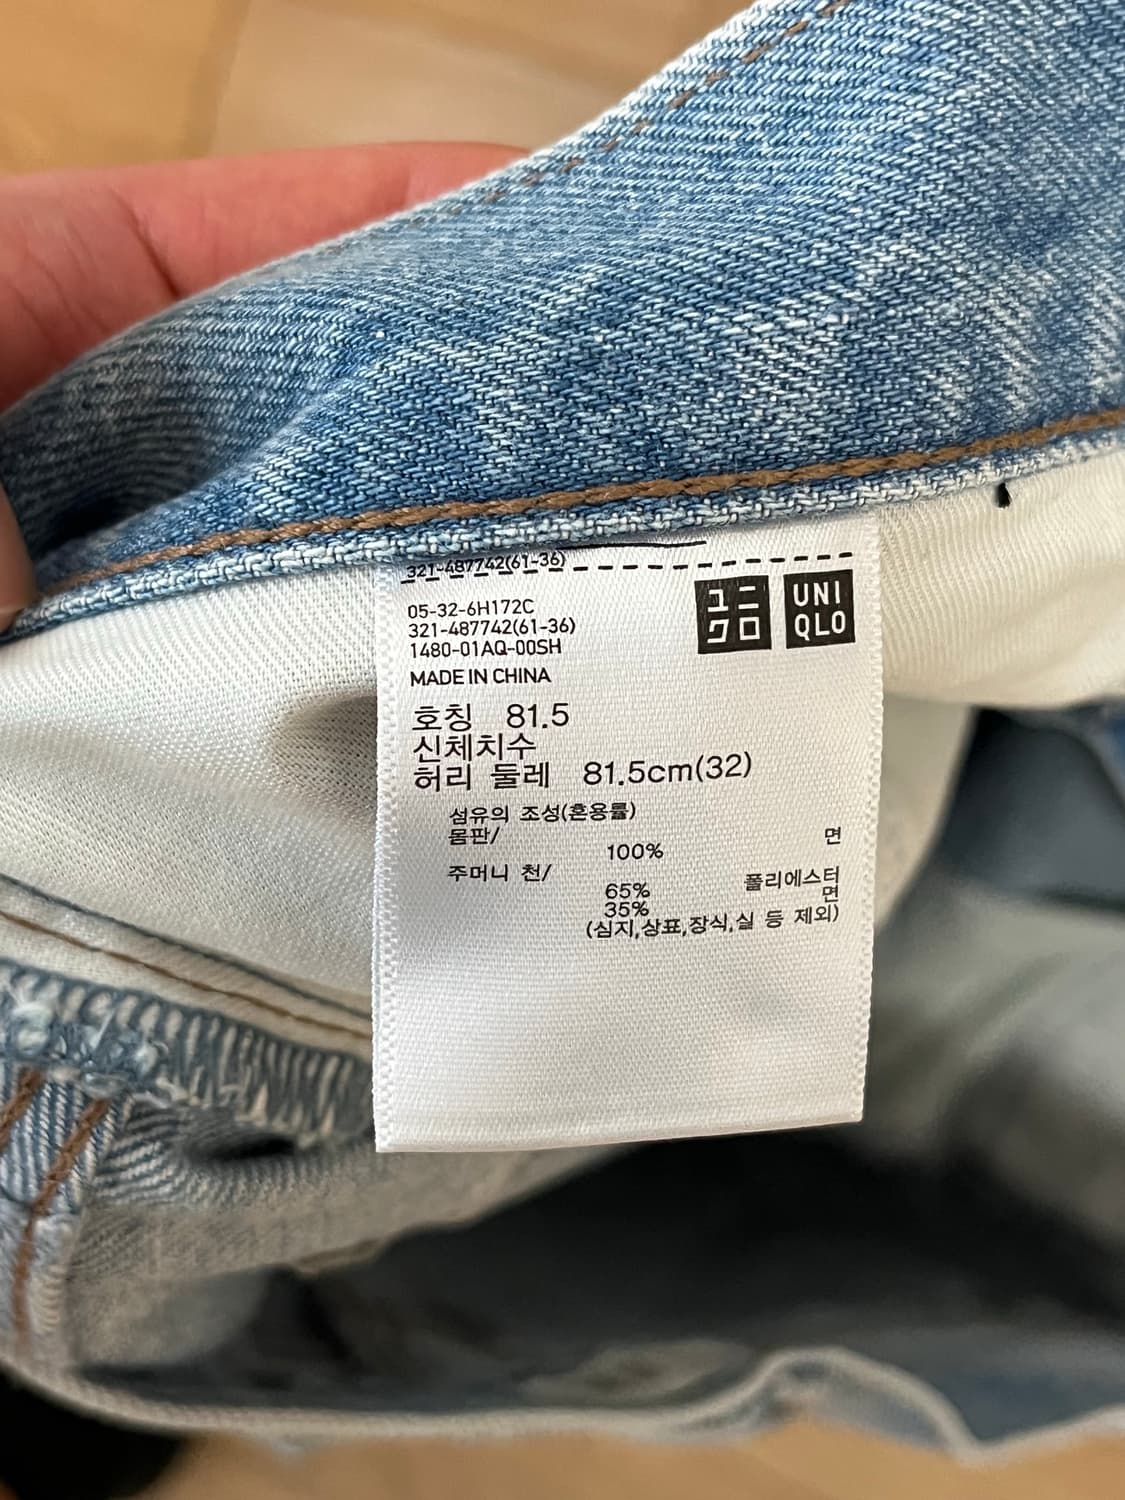 321-487742(61-36)
05-32-6H172C
321-487742(61-36)
1480-01AQ-00SH
MADE IN CHINA
ユニ
クロ
UNI
QLO
호칭 81.5
신체치수
허리 둘레 81.5cm(32)
섬유의 조성(혼용률)
몸판/ 면
100%
주머니 천/ 폴리에스터
65% 면
35%
(심지,상표,장식,실 등 제외)